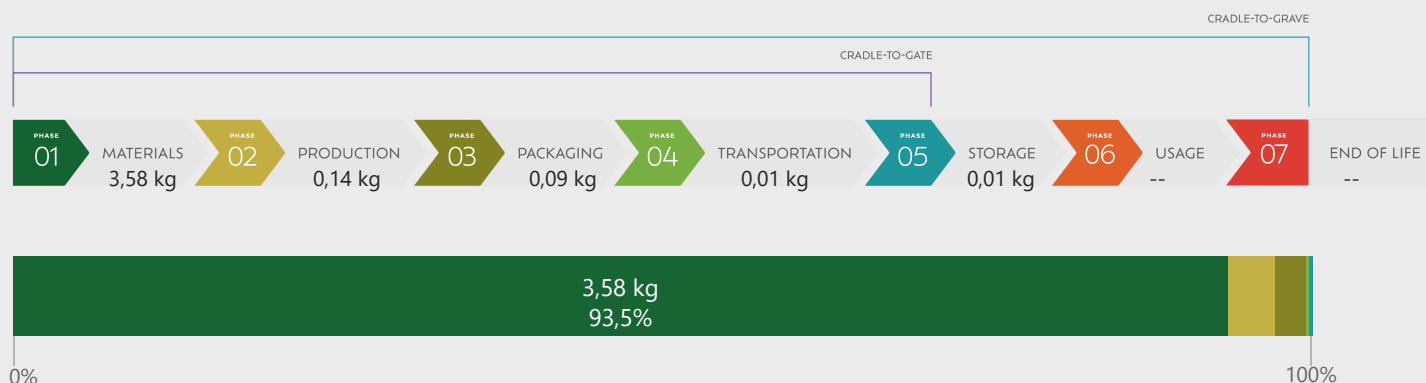 CRADLE-TO-GRAVE
CRADLE-TO-GATE
PHASE
01
MATERIALS
3,58 kg
PHASE
02
PRODUCTION
0,14 kg
PHASE
03
PACKAGING
0,09 kg
PHASE
04
TRANSPORTATION
0,01 kg
PHASE
05
STORAGE
0,01 kg
PHASE
06
USAGE
--
PHASE
07
END OF LIFE
--
3,58 kg
93,5%
0%
100%